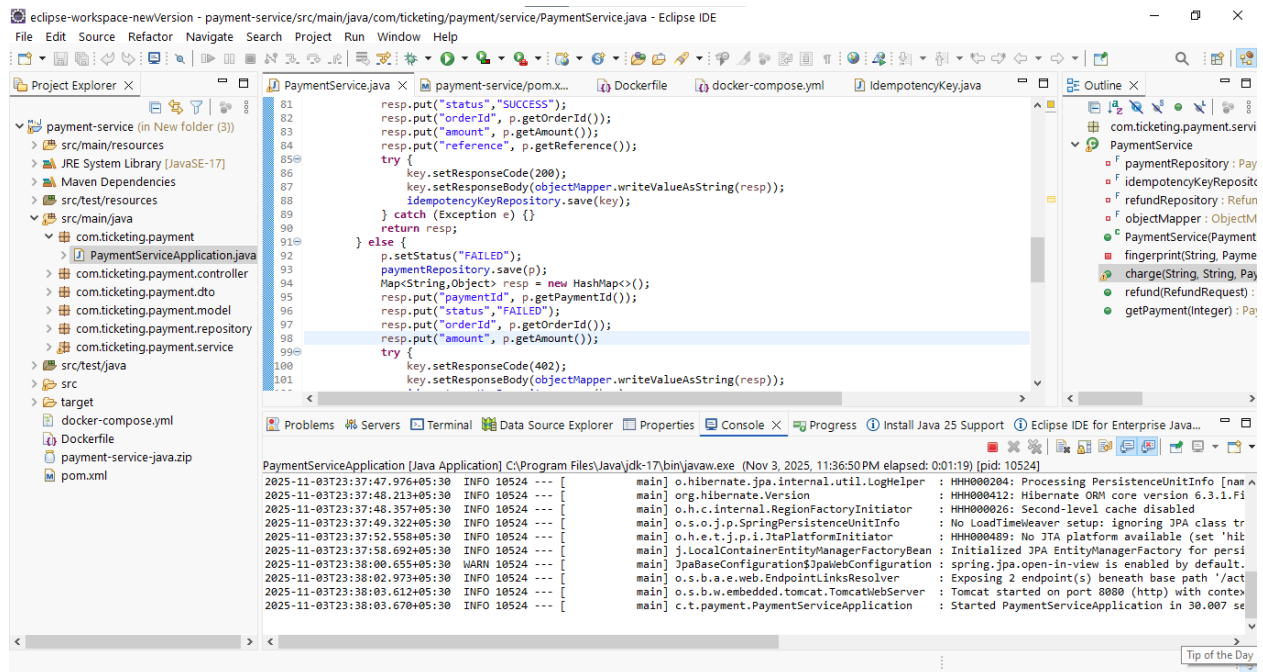 eclipse-workspace-newVersion - payment-service/src/main/java/com/ticketing/payment/service/PaymentService.java - Eclipse IDE
File Edit Source Refactor Navigate Search Project Run Window Help
Project Explorer
payment-service (in New folder (3))
src/main/resources
JRE System Library [JavaSE-17]
Maven Dependencies
src/test/resources
src/main/java
com.ticketing.payment
PaymentServiceApplication.java
com.ticketing.payment.controller
com.ticketing.payment.dto
com.ticketing.payment.model
com.ticketing.payment.repository
com.ticketing.payment.service
src/test/java
src
target
docker-compose.yml
Dockerfile
payment-service-java.zip
pom.xml
PaymentService.java payment-service/pom.x... Dockerfile docker-compose.yml IdempotencyKey.java
81 resp.put("status","SUCCESS");
82 resp.put("orderId", p.getOrderId());
83 resp.put("amount", p.getAmount());
84 resp.put("reference", p.getReference());
85 try {
86 key.setResponseCode(200);
87 key.setResponseBody(objectMapper.writeValueAsString(resp));
88 idempotencyKeyRepository.save(key);
89 } catch (Exception e) {}
90 return resp;
91 } else {
92 p.setStatus("FAILED");
93 paymentRepository.save(p);
94 Map<String,Object> resp = new HashMap<>();
95 resp.put("paymentId", p.getPaymentId());
96 resp.put("status","FAILED");
97 resp.put("orderId", p.getOrderId());
98 resp.put("amount", p.getAmount());
99 try {
100 key.setResponseCode(402);
101 key.setResponseBody(objectMapper.writeValueAsString(resp));
Outline
com.ticketing.payment.servi
PaymentService
paymentRepository : Pay
idempotencyKeyReposito
refundRepository : Refun
objectMapper : ObjectM
PaymentService(Payment
fingerprint(String, Payme
charge(String, String, Pay
refund(RefundRequest) :
getPayment(Integer) : Pay
Problems Servers Terminal Data Source Explorer Properties Console Progress Install Java 25 Support Eclipse IDE for Enterprise Java...
PaymentServiceApplication [Java Application] C:\Program Files\Java\jdk-17\bin\javaw.exe (Nov 3, 2025, 11:36:50 PM elapsed: 0:01:19) [pid: 10524]
2025-11-03T23:37:47.976+05:30 INFO 10524 --- [ main] o.hibernate.jpa.internal.util.LogHelper : HHH000204: Processing PersistenceUnitInfo [nam
2025-11-03T23:37:48.213+05:30 INFO 10524 --- [ main] org.hibernate.Version : HHH000412: Hibernate ORM core version 6.3.1.Fi
2025-11-03T23:37:48.357+05:30 INFO 10524 --- [ main] o.h.c.internal.RegionFactoryInitiator : HHH000026: Second-level cache disabled
2025-11-03T23:37:49.322+05:30 INFO 10524 --- [ main] o.s.o.j.p.SpringPersistenceUnitInfo : No LoadTimeWeaver setup: ignoring JPA class tr
2025-11-03T23:37:52.558+05:30 INFO 10524 --- [ main] o.h.e.t.j.p.i.JtaPlatformInitiator : HHH000489: No JTA platform available (set 'hib
2025-11-03T23:37:58.692+05:30 INFO 10524 --- [ main] j.LocalContainerEntityManagerFactoryBean : Initialized JPA EntityManagerFactory for persi
2025-11-03T23:38:00.655+05:30 WARN 10524 --- [ main] JpaBaseConfiguration$JpaWebConfiguration : spring.jpa.open-in-view is enabled by default.
2025-11-03T23:38:02.973+05:30 INFO 10524 --- [ main] o.s.b.a.e.web.EndpointLinksResolver : Exposing 2 endpoint(s) beneath base path '/act
2025-11-03T23:38:03.612+05:30 INFO 10524 --- [ main] o.s.b.w.embedded.tomcat.TomcatWebServer : Tomcat started on port 8080 (http) with contex
2025-11-03T23:38:03.670+05:30 INFO 10524 --- [ main] c.t.payment.PaymentServiceApplication : Started PaymentServiceApplication in 30.007 se
Tip of the Day